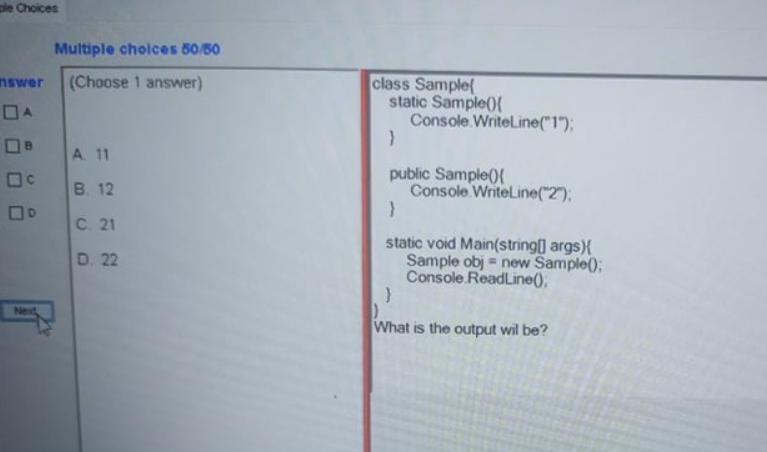 ple Choices
Multiple choices 50/50
nswer
A
B
C
D
Next
(Choose 1 answer)
A. 11
B. 12
C. 21
D. 22
class Sample{
static Sample(){
Console.WriteLine("1");
}
public Sample(){
Console.WriteLine("2");
}
static void Main(string[] args){
Sample obj = new Sample();
Console.ReadLine();
}
}
What is the output wil be?